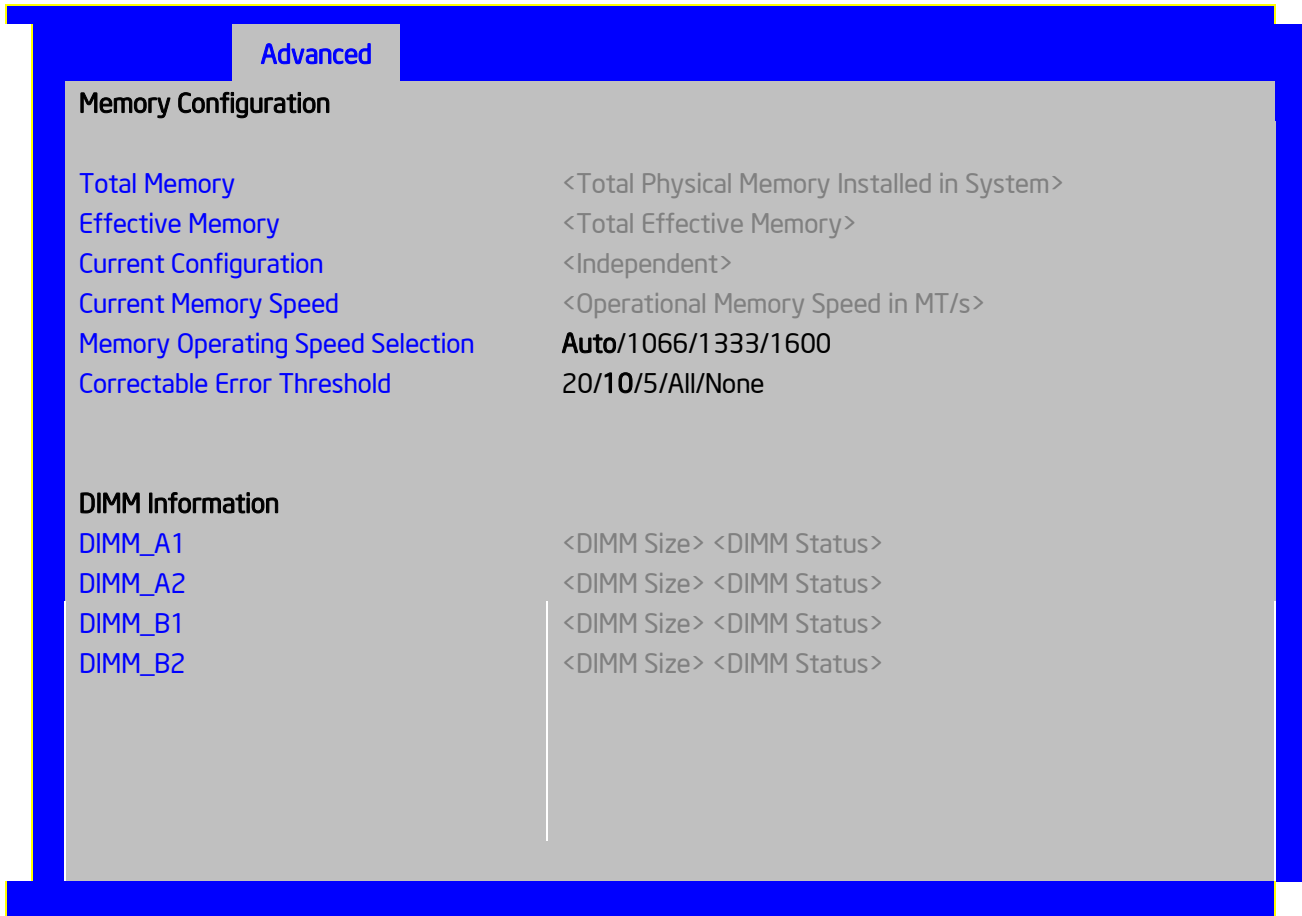 Advanced
Memory Configuration
Total Memory <Total Physical Memory Installed in System>
Effective Memory <Total Effective Memory>
Current Configuration <Independent>
Current Memory Speed <Operational Memory Speed in MT/s>
Memory Operating Speed Selection Auto/1066/1333/1600
Correctable Error Threshold 20/10/5/All/None
DIMM Information
DIMM_A1 <DIMM Size> <DIMM Status>
DIMM_A2 <DIMM Size> <DIMM Status>
DIMM_B1 <DIMM Size> <DIMM Status>
DIMM_B2 <DIMM Size> <DIMM Status>